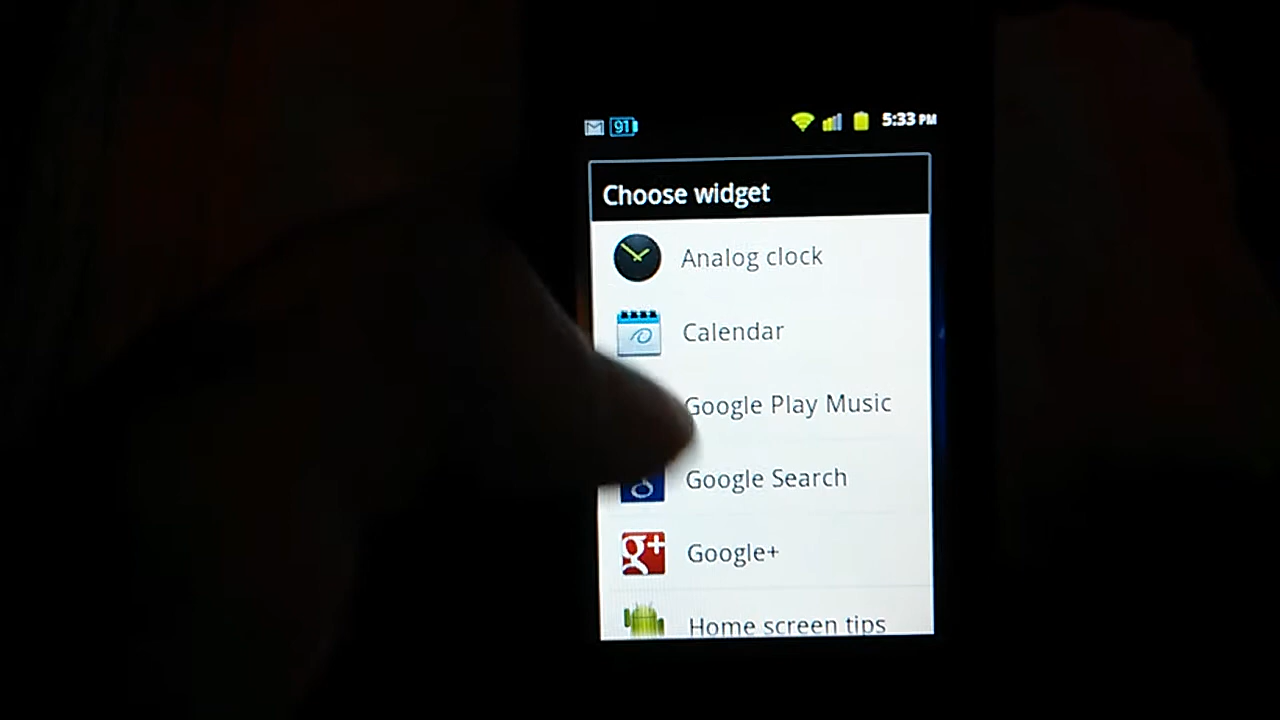 91 5:33 PM
Choose widget
Analog clock
Calendar
Google Play Music
Google Search
g+ Google+
Home screen tips